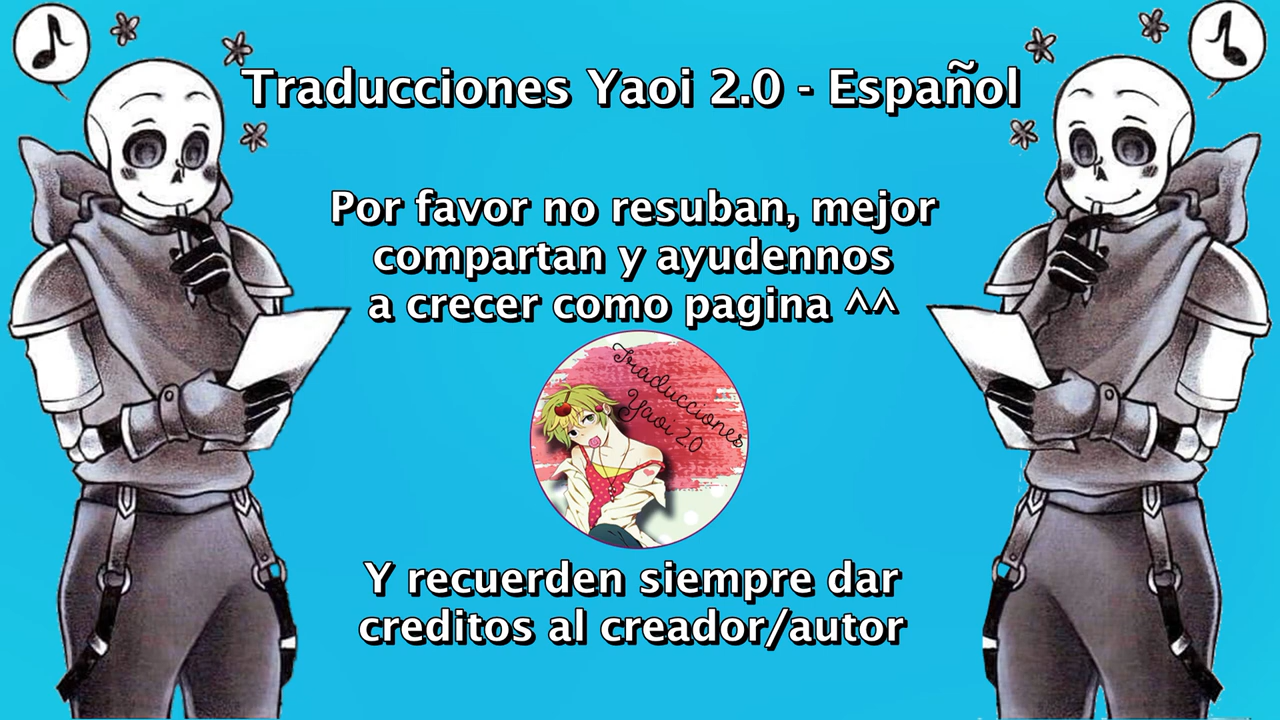 Traducciones Yaoi 2.0 - Español
Por favor no resuban, mejor
compartan y ayudennos
a crecer como pagina ^^
Traducciones
Yaoi 2.0
Y recuerden siempre dar
creditos al creador/autor